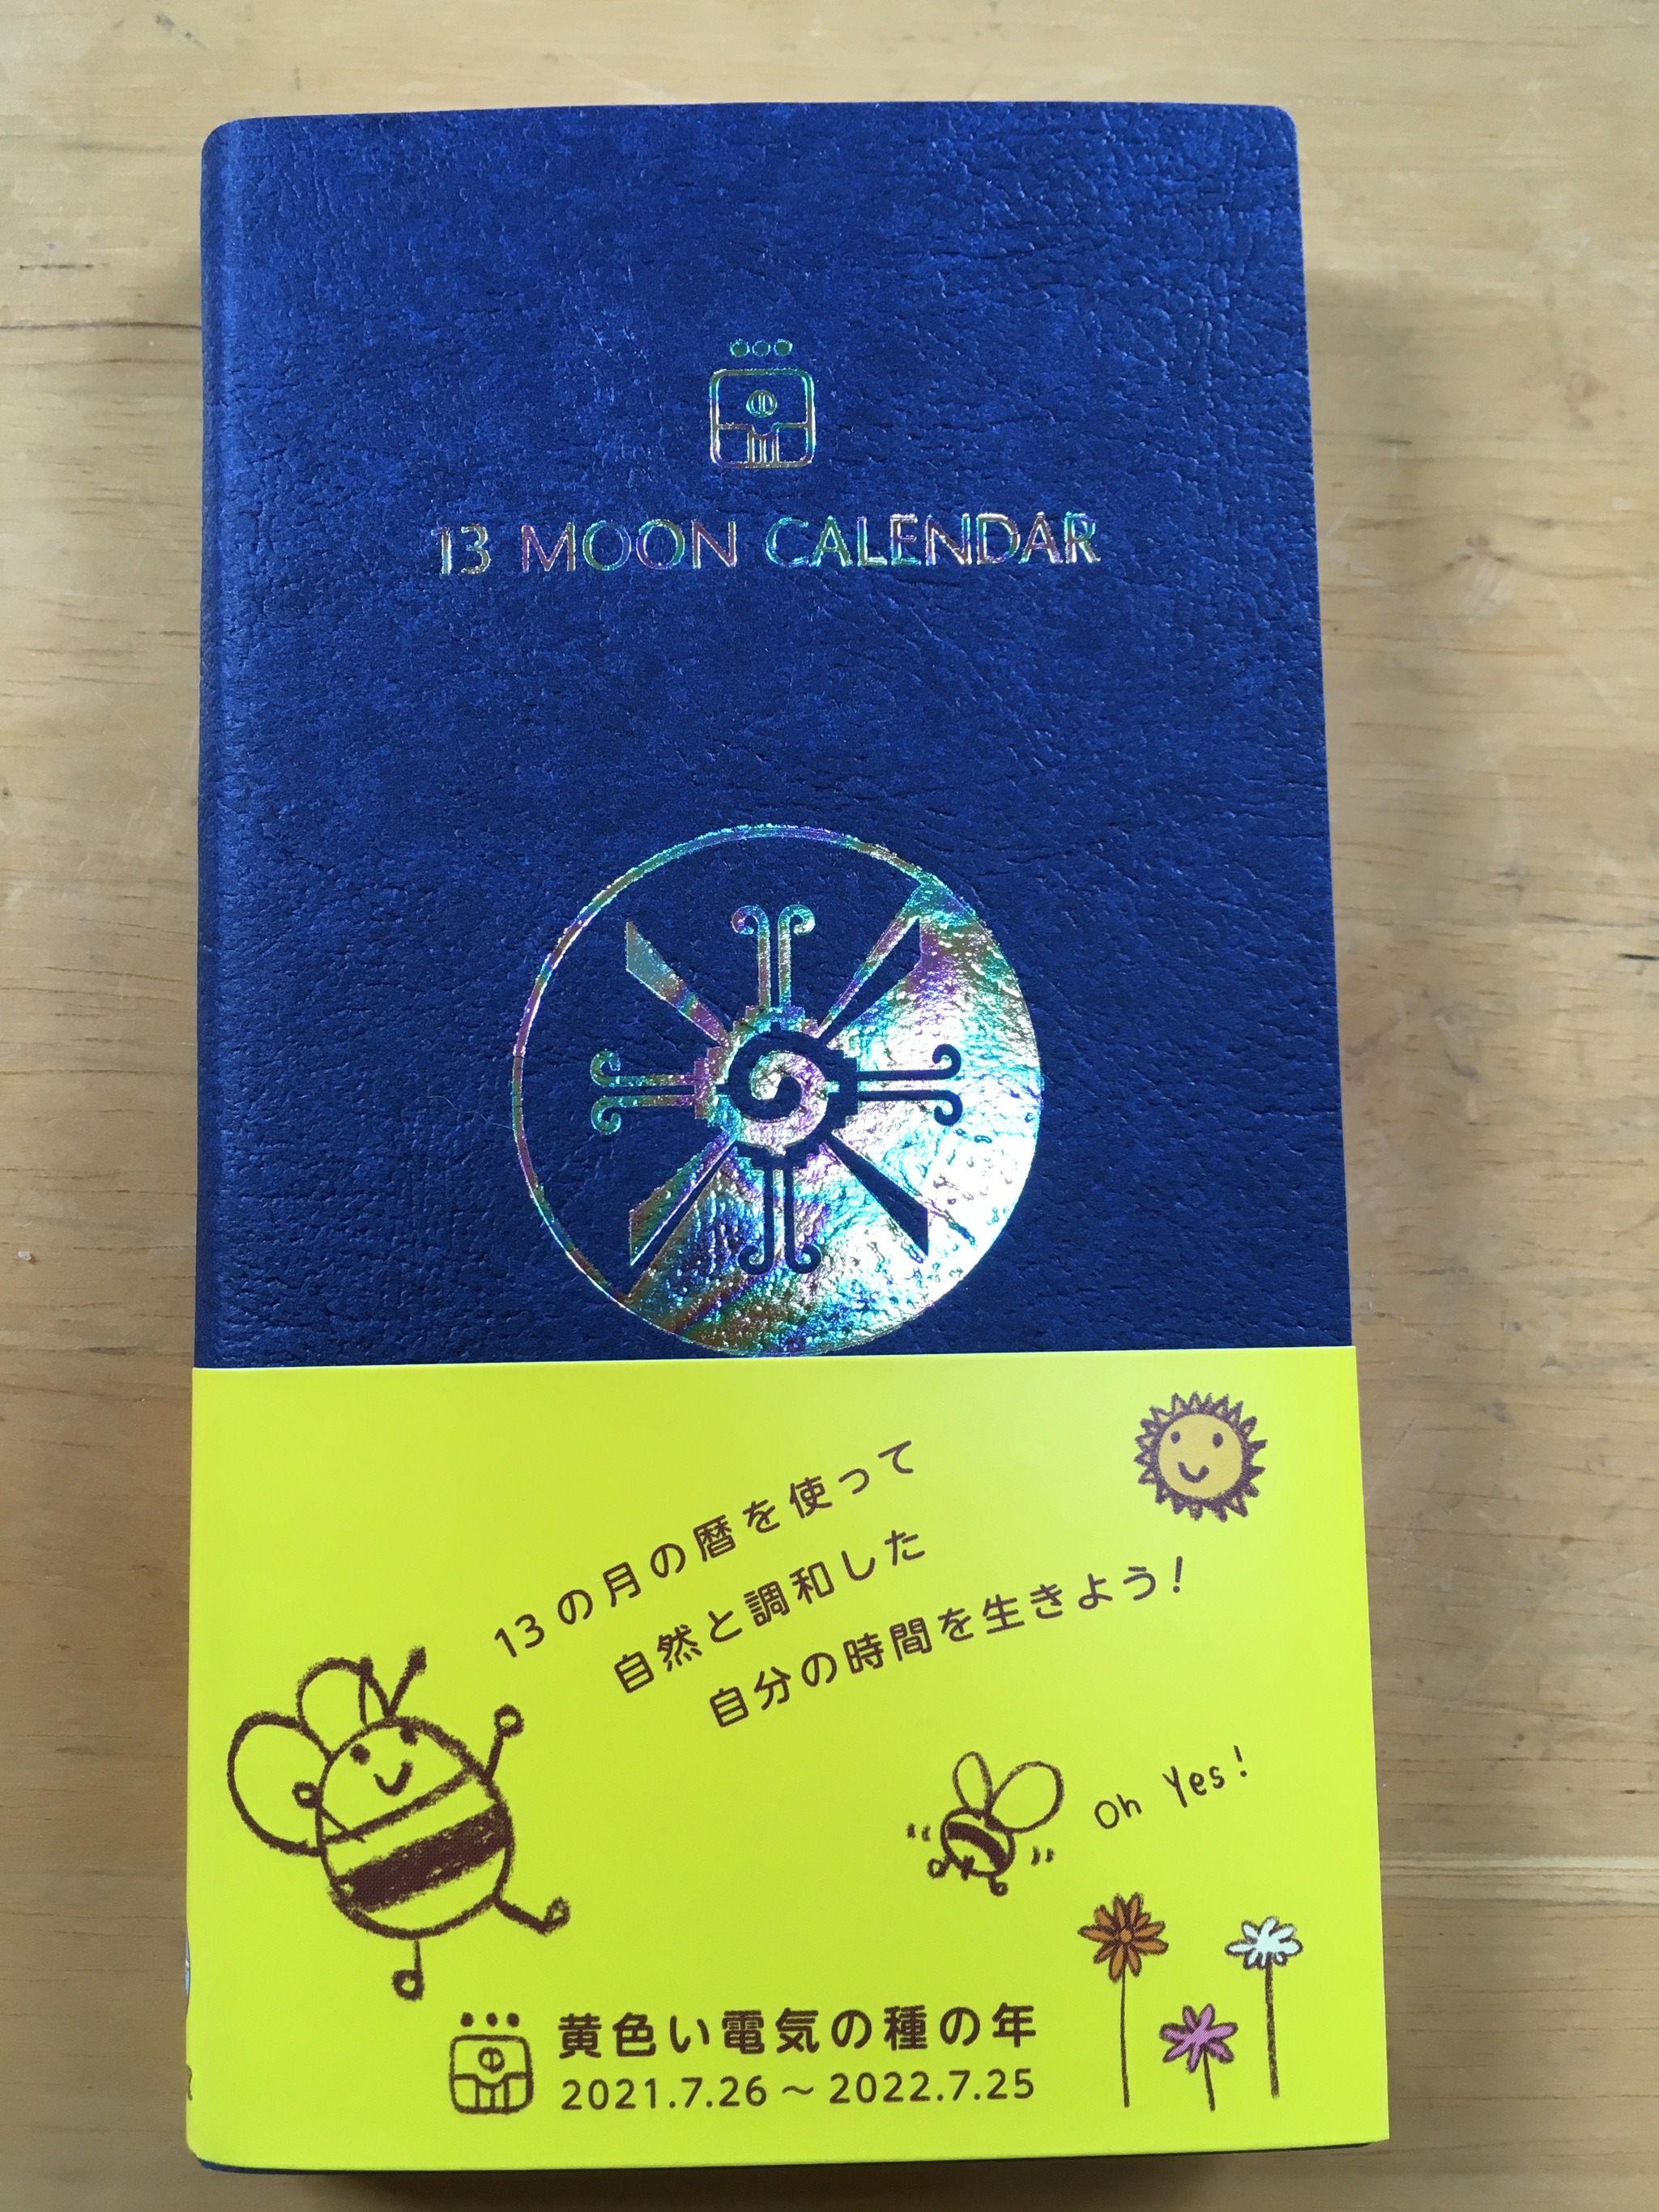 13 MOON CALENDAR
13の月の暦を使って
自然と調和した
自分の時間を生きよう!
Oh Yes!
黄色い電気の種の年
2021.7.26～2022.7.25